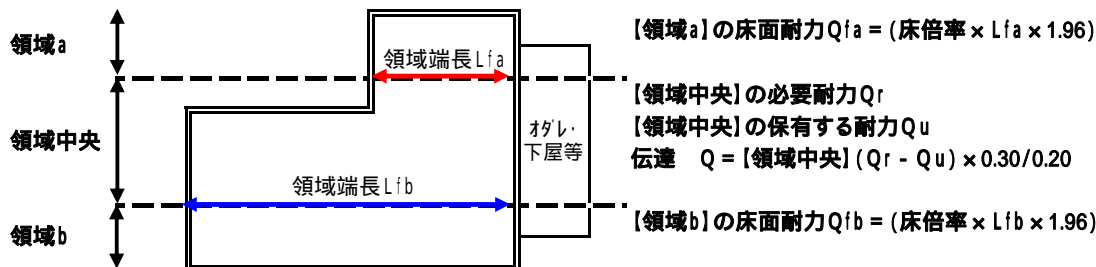 領域a
領域中央
領域b
領域端長Lfa
領域端長Lfb
オダレ・
下屋等
【領域a】の床面耐力Qfa = (床倍率 × Lfa × 1.96)
【領域中央】の必要耐力Qr
【領域中央】の保有する耐力Qu
伝達 Q = 【領域中央】(Qr - Qu) × 0.30/0.20
【領域b】の床面耐力Qfb = (床倍率 × Lfb × 1.96)